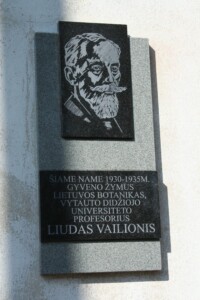 ŠIAME NAME 1930-1935M.
GYVENO ŽYMUS
LIETUVOS BOTANIKAS,
VYTAUTO DIDŽIOJO
UNIVERSITETO
PROFESORIUS
LIUDAS VAILIONIS